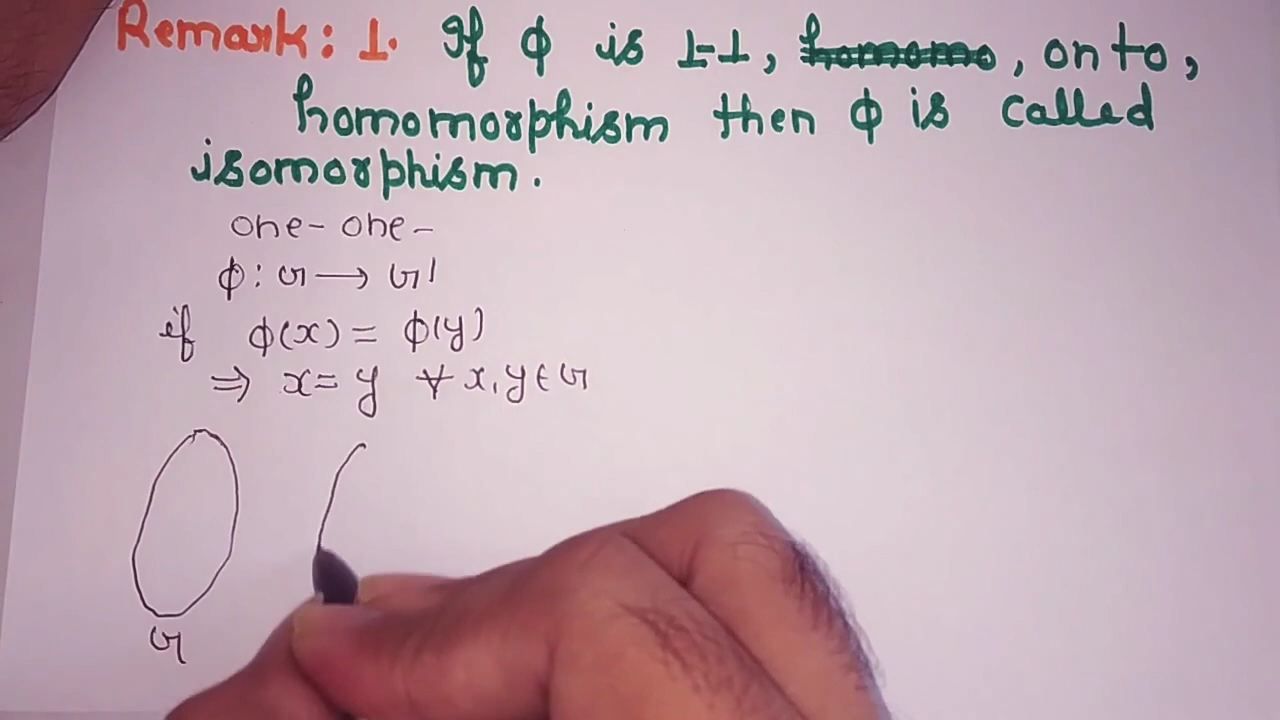 Remark: 1. If ϕ is 1-1, homomo, onto,
homomorphism then ϕ is called
isomorphism.
one-one-
ϕ: G → G'
if ϕ(x) = ϕ(y)
⇒ x = y ∀ x, y ∈ G
G